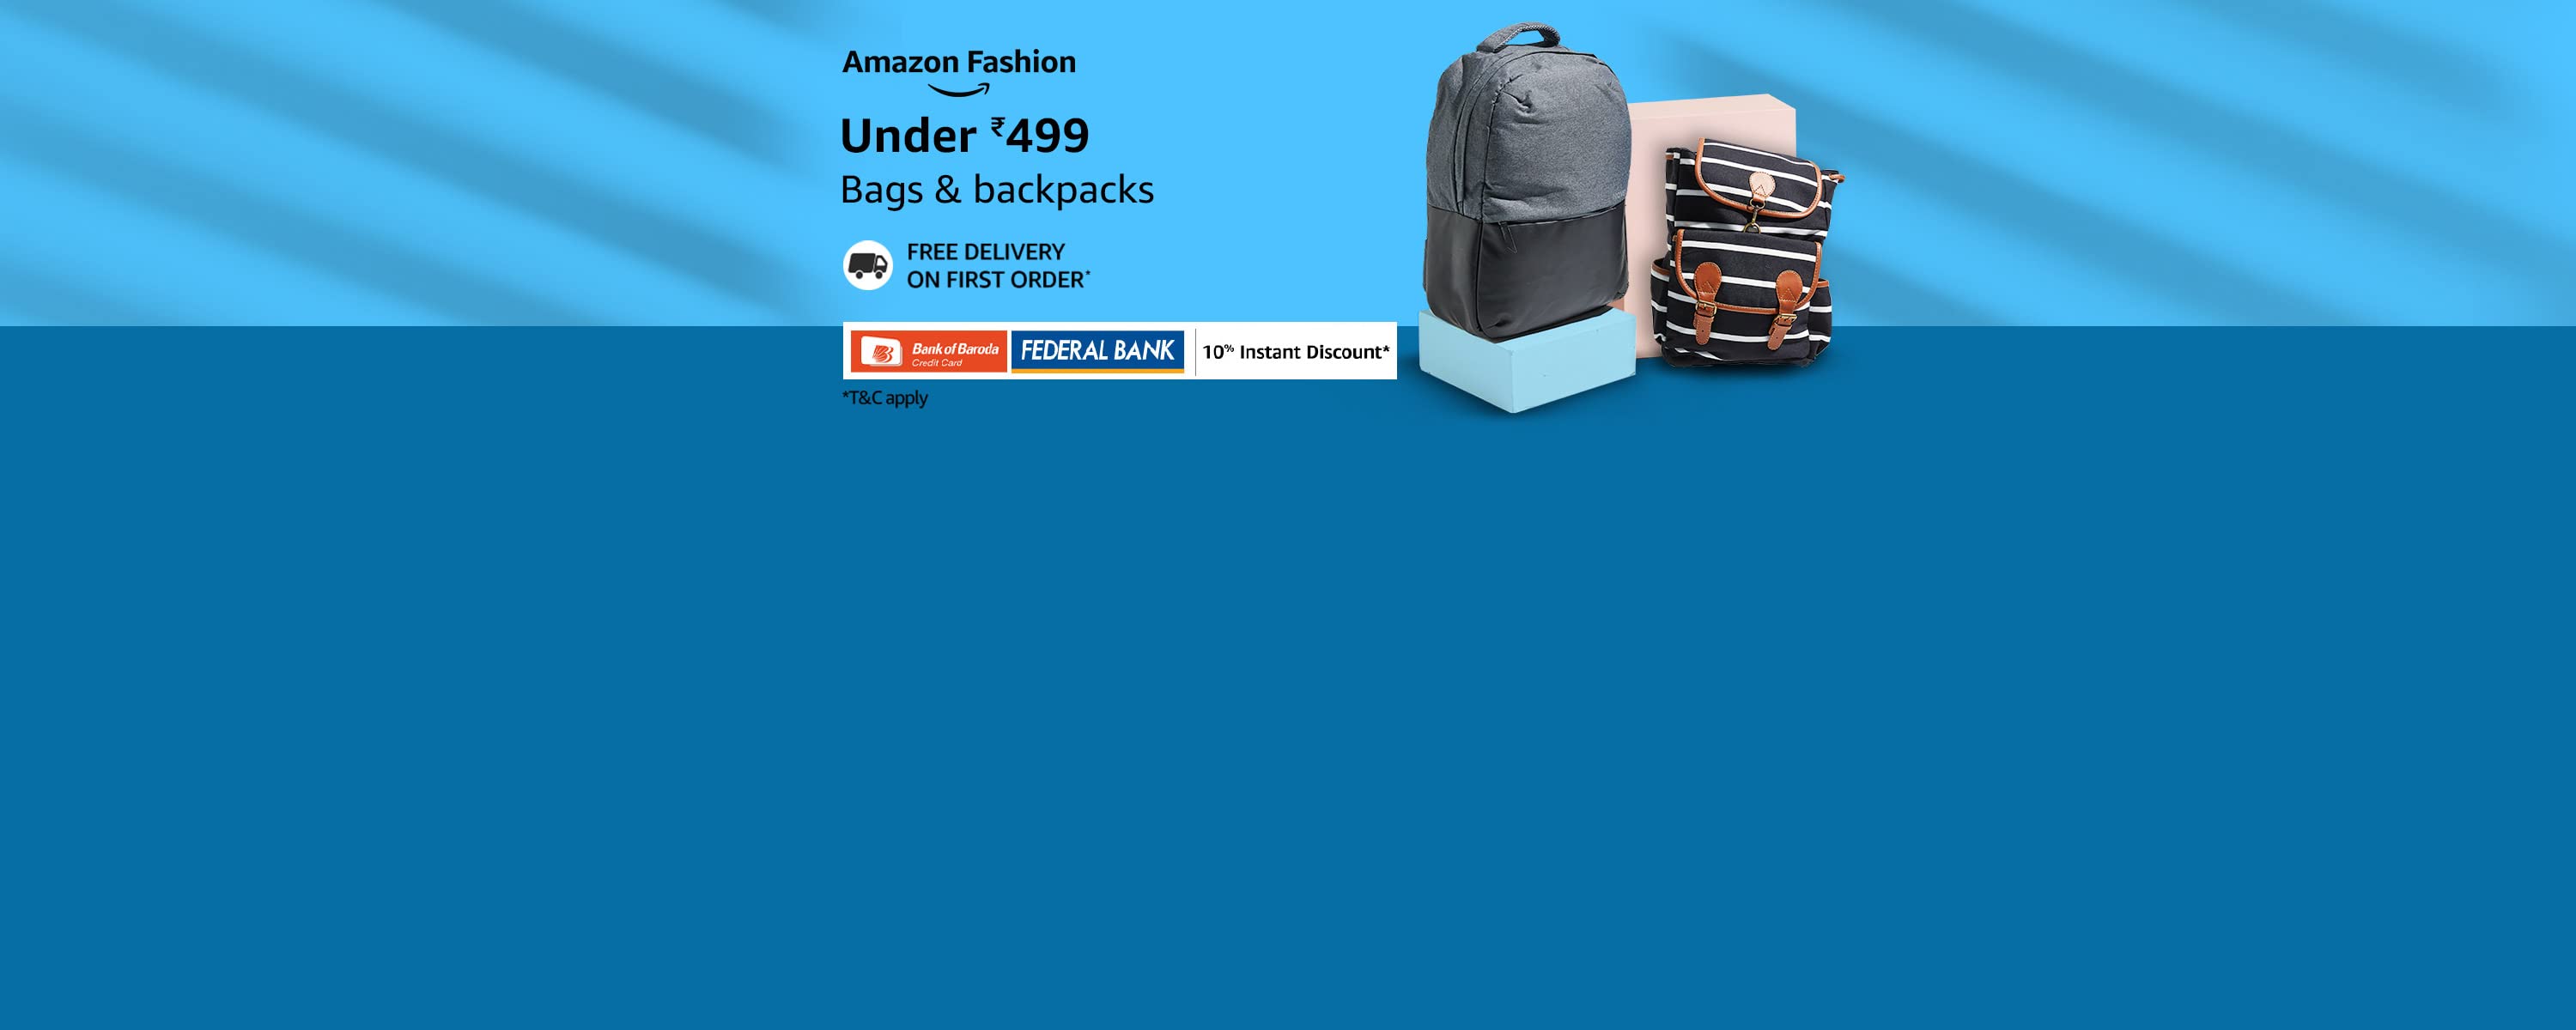 Amazon Fashion
Under ₹499
Bags & backpacks
FREE DELIVERY
ON FIRST ORDER*
Bank of Baroda
Credit Card
FEDERAL BANK
10% Instant Discount*
*T&C apply